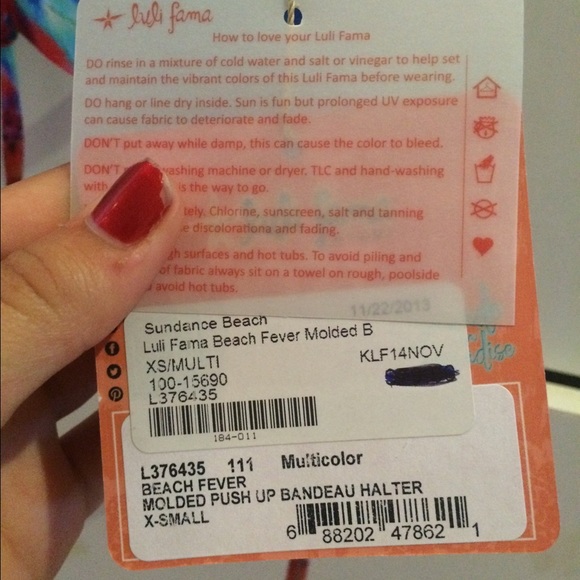 luli fama
How to love your Luli Fama
DO rinse in a mixture of cold water and salt or vinegar to help set
and maintain the vibrant colors of this Luli Fama before wearing.
DO hang or line dry inside. Sun is fun but prolonged UV exposure
can cause fabric to deteriorate and fade.
DON'T put away while damp, this can cause the color to bleed.
DON'T washing machine or dryer. TLC and hand-washing
with is the way to go.
tely. Chlorine, sunscreen, salt and tanning
e discolorationa and fading.
gh surfaces and hot tubs. To avoid piling and
of fabric always sit on a towel on rough, poolside
avoid hot tubs.
11/22/2013
Sundance Beach
Luli Fama Beach Fever Molded B
XS/MULTI KLF14NOV
100-15690
L376435
184-011
L376435 111 Multicolor
BEACH FEVER
MOLDED PUSH UP BANDEAU HALTER
X-SMALL
6 88202 47862 1